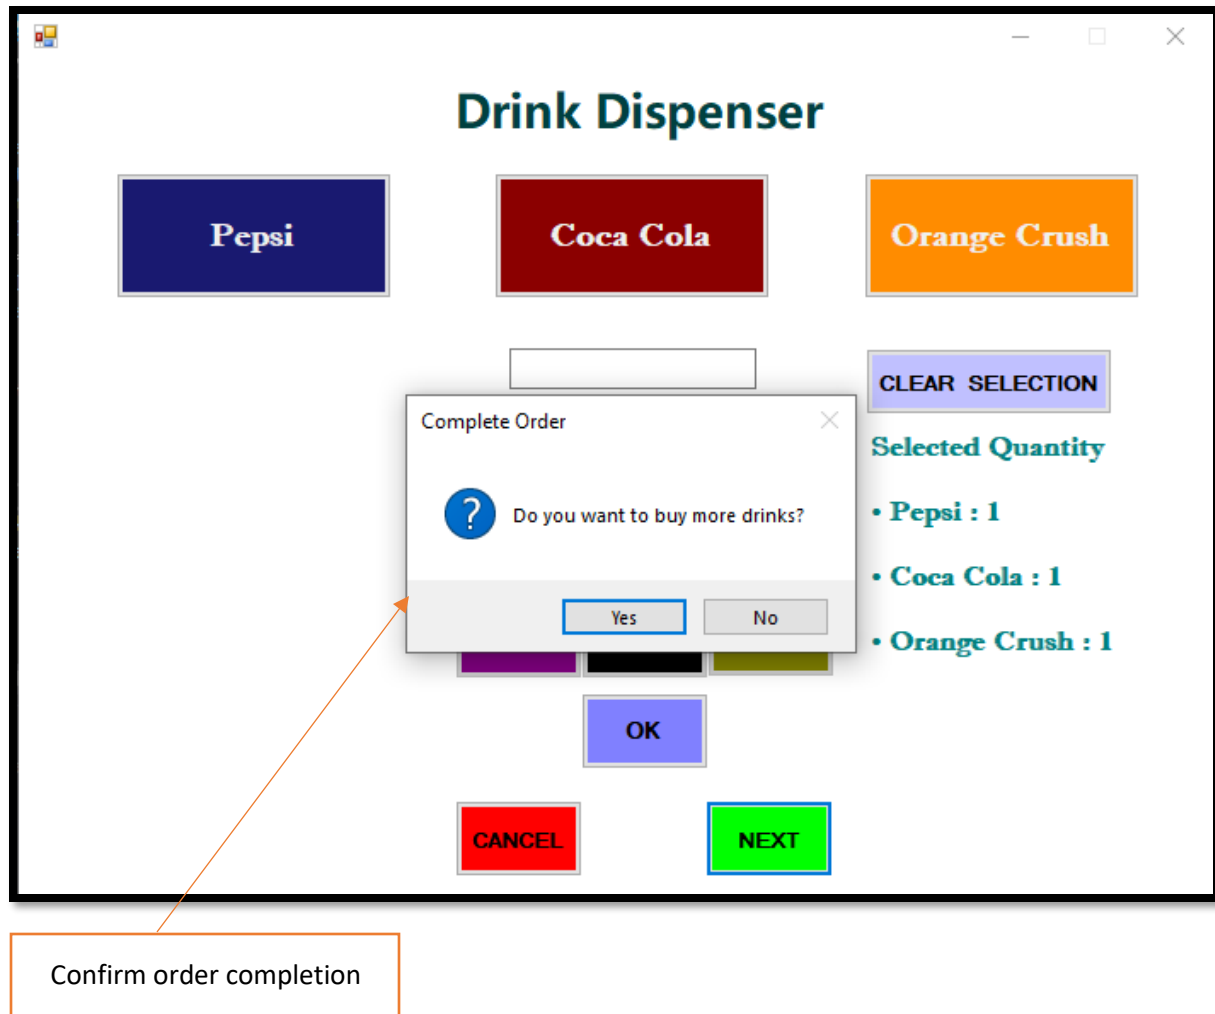 Drink Dispenser
Pepsi
Coca Cola
Orange Crush
CLEAR SELECTION
Complete Order
Selected Quantity
? Do you want to buy more drinks?
• Pepsi : 1
• Coca Cola : 1
Yes
No
• Orange Crush : 1
OK
CANCEL
NEXT
Confirm order completion